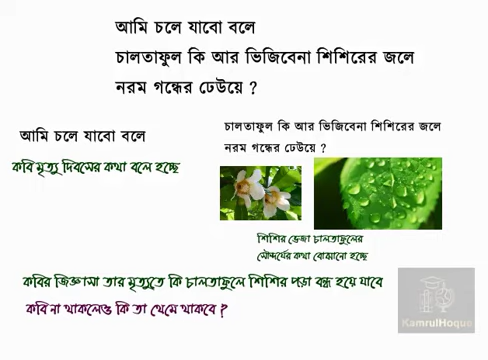 আমি চলে যাবো বলে
চালতাফুল কি আর ভিজিবেনা শিশিরের জলে
নরম গন্ধের ঢেউয়ে ?
আমি চলে যাবো বলে
কবি মৃত্যু দিবসের কথা বলে হচ্ছে
চালতাফুল কি আর ভিজিবেনা শিশিরের জলে
নরম গন্ধের ঢেউয়ে ?
শিশির ভেজা চালতাফুলের
সৌন্দর্যের কথা বোঝানো হচ্ছে
কবির জিজ্ঞাসা তার মৃত্যুতে কি চালতাফুলে শিশির পড়া বন্ধ হয়ে যাবে
কবি না থাকলেও কি তা থেমে থাকবে ?
KamrulHoque